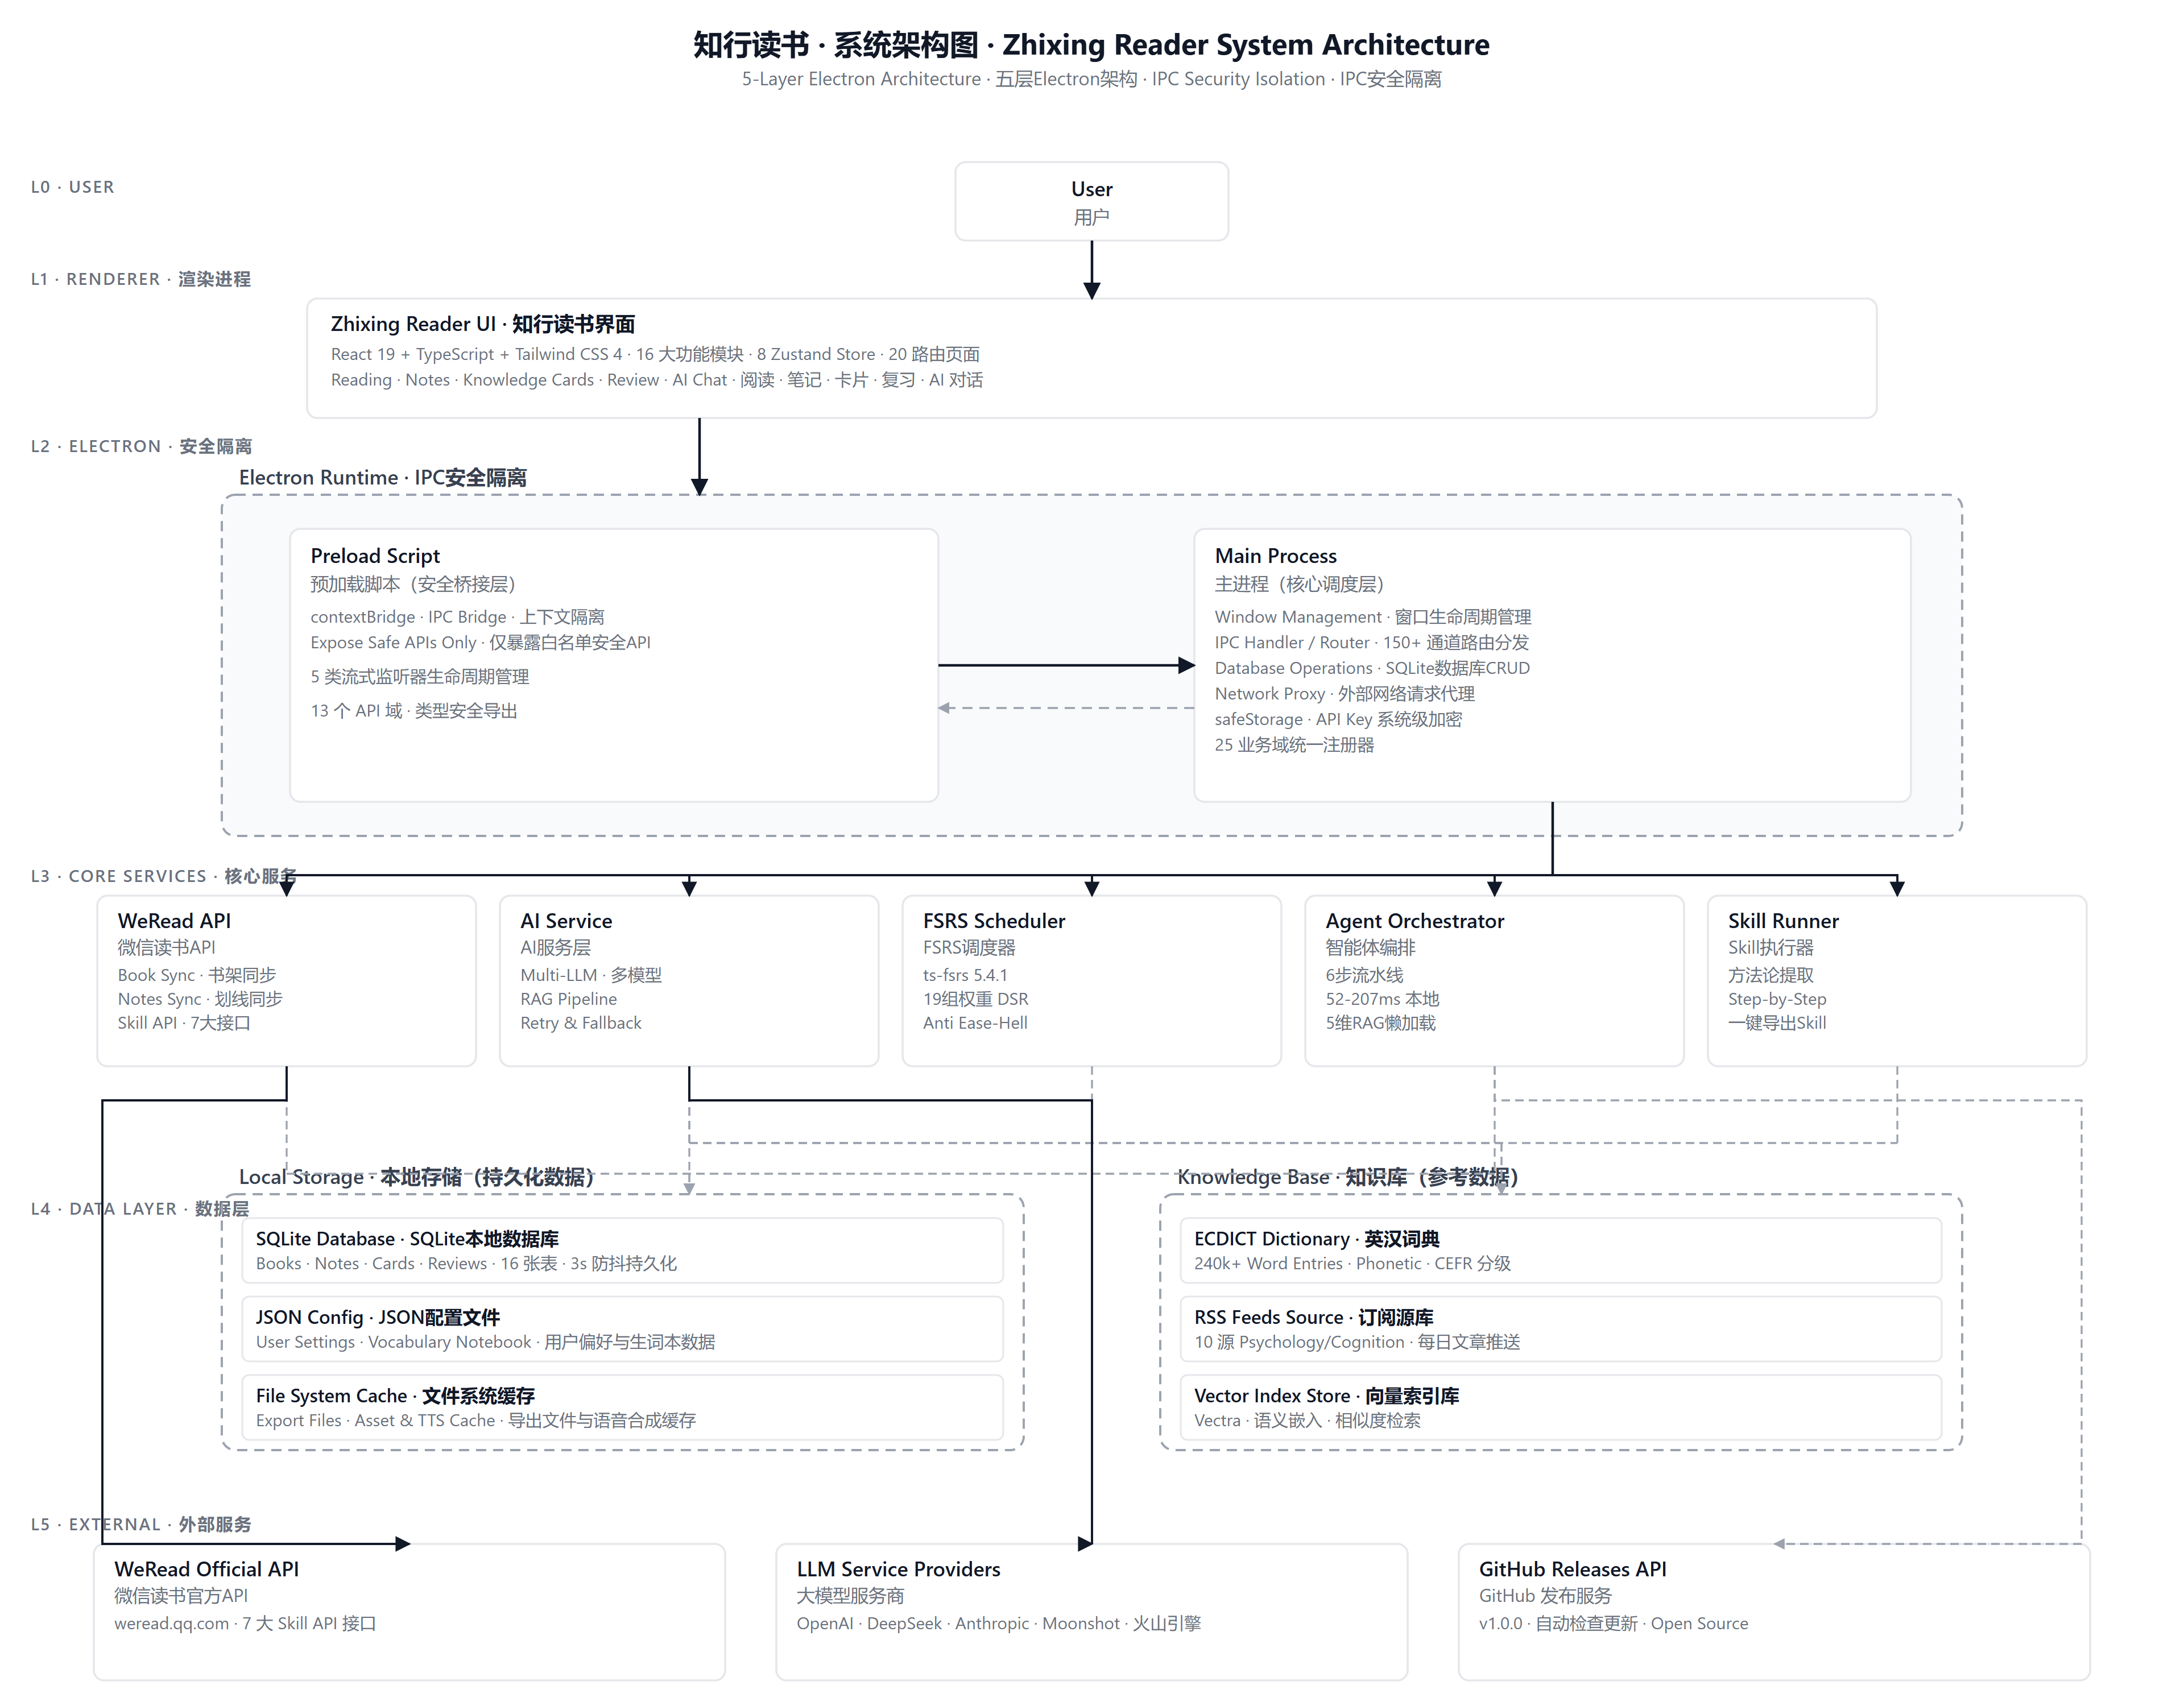 知行读书 · 系统架构图 · Zhixing Reader System Architecture
5-Layer Electron Architecture · 五层Electron架构 · IPC Security Isolation · IPC安全隔离
L0 · USER
User
用户
L1 · RENDERER · 渲染进程
Zhixing Reader UI · 知行读书界面
React 19 + TypeScript + Tailwind CSS 4 · 16 大功能模块 · 8 Zustand Store · 20 路由页面
Reading · Notes · Knowledge Cards · Review · AI Chat · 阅读 · 笔记 · 卡片 · 复习 · AI 对话
L2 · ELECTRON · 安全隔离
Electron Runtime · IPC安全隔离
Preload Script
预加载脚本（安全桥接层）
contextBridge · IPC Bridge · 上下文隔离
Expose Safe APIs Only · 仅暴露白名单安全API
5 类流式监听器生命周期管理
13 个 API 域 · 类型安全导出
Main Process
主进程（核心调度层）
Window Management · 窗口生命周期管理
IPC Handler / Router · 150+ 通道路由分发
Database Operations · SQLite数据库CRUD
Network Proxy · 外部网络请求代理
safeStorage · API Key 系统级加密
25 业务域统一注册器
L3 · CORE SERVICES · 核心服务
WeRead API
微信读书API
Book Sync · 书架同步
Notes Sync · 划线同步
Skill API · 7大接口
AI Service
AI服务层
Multi-LLM · 多模型
RAG Pipeline
Retry & Fallback
FSRS Scheduler
FSRS调度器
ts-fsrs 5.4.1
19组权重 DSR
Anti Ease-Hell
Agent Orchestrator
智能体编排
6步流水线
52-207ms 本地
5维RAG懒加载
Skill Runner
Skill执行器
方法论提取
Step-by-Step
一键导出Skill
L4 · DATA LAYER · 数据层
Local Storage · 本地存储（持久化数据）
SQLite Database · SQLite本地数据库
Books · Notes · Cards · Reviews · 16 张表 · 3s 防抖持久化
JSON Config · JSON配置文件
User Settings · Vocabulary Notebook · 用户偏好与生词本数据
File System Cache · 文件系统缓存
Export Files · Asset & TTS Cache · 导出文件与语音合成缓存
Knowledge Base · 知识库（参考数据）
ECDICT Dictionary · 英汉词典
240k+ Word Entries · Phonetic · CEFR 分级
RSS Feeds Source · 订阅源库
10 源 Psychology/Cognition · 每日文章推送
Vector Index Store · 向量索引库
Vectra · 语义嵌入 · 相似度检索
L5 · EXTERNAL · 外部服务
WeRead Official API
微信读书官方API
weread.qq.com · 7 大 Skill API 接口
LLM Service Providers
大模型服务商
OpenAI · DeepSeek · Anthropic · Moonshot · 火山引擎
GitHub Releases API
GitHub 发布服务
v1.0.0 · 自动检查更新 · Open Source